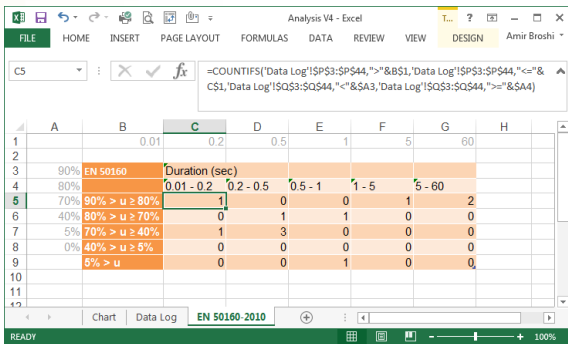 Analysis V4 - Excel
T... ?
FILE HOME INSERT PAGE LAYOUT FORMULAS DATA REVIEW VIEW DESIGN Amir Broshi
C5 fx =COUNTIFS('Data Log'!$P$3:$P$44,">"&B$1,'Data Log'!$P$3:$P$44,"<="&
C$1,'Data Log'!$Q$3:$Q$44,"<"&$A3,'Data Log'!$Q$3:$Q$44,">="&$A4)
A B C D E F G H
1 0.01 0.2 0.5 1 5 60
2
3 90% EN 50160 Duration (sec)
4 80% 0.01 - 0.2 0.2 - 0.5 0.5 - 1 1 - 5 5 - 60
5 70% 90% > u ≥ 80% 1 0 0 1 2
6 40% 80% > u ≥ 70% 0 1 1 0 0
7 5% 70% > u ≥ 40% 1 3 0 0 0
8 0% 40% > u ≥ 5% 0 0 0 0 0
9 5% > u 0 0 1 0 0
10
11
12
Chart Data Log EN 50160-2010
READY 100%